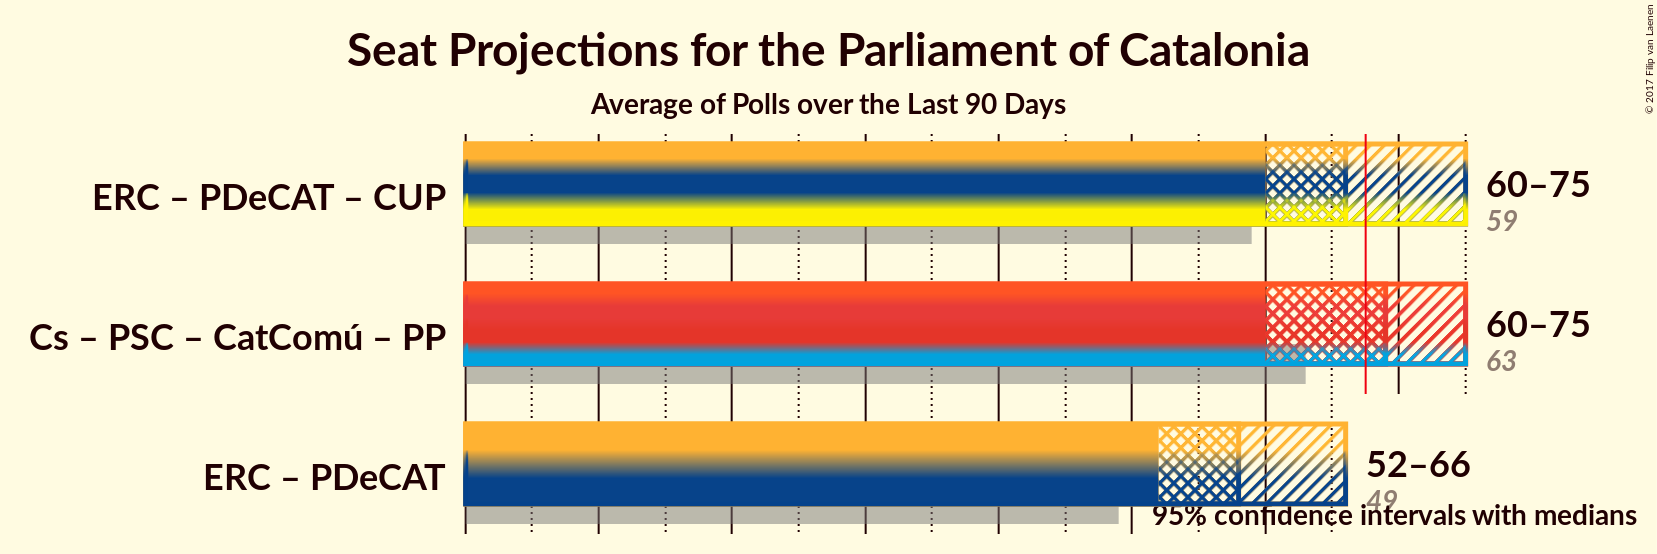 Seat Projections for the Parliament of Catalonia
Average of Polls over the Last 90 Days
© 2017 Filip van Laenen
ERC – PDeCAT – CUP
60–75
59
Cs – PSC – CatComú – PP
60–75
63
ERC – PDeCAT
52–66
49
95% confidence intervals with medians